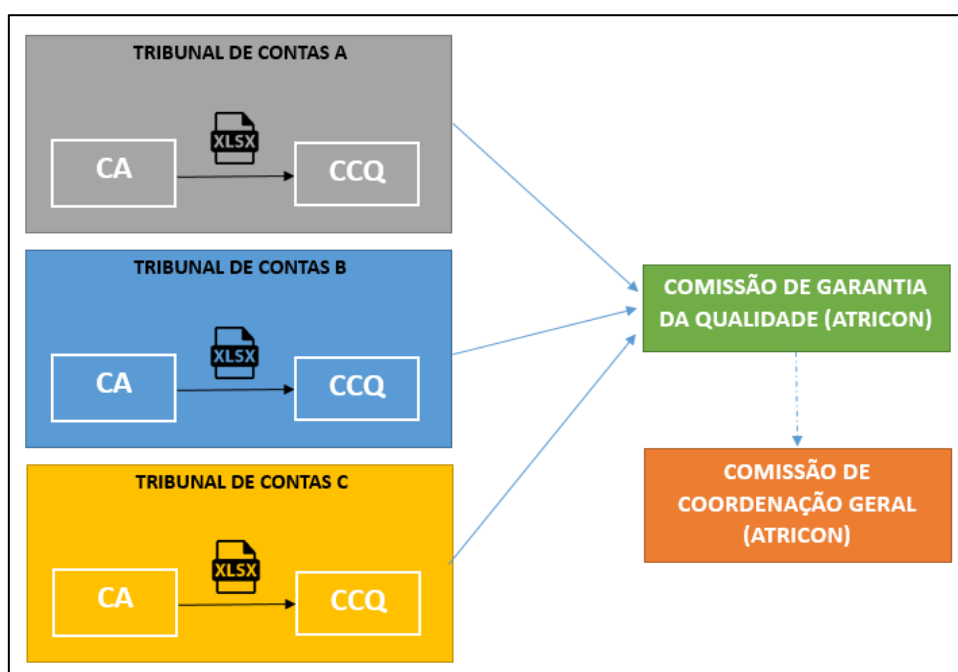 TRIBUNAL DE CONTAS A
XLSX
CA
CCQ
TRIBUNAL DE CONTAS B
XLSX
CA
CCQ
TRIBUNAL DE CONTAS C
XLSX
CA
CCQ
COMISSÃO DE GARANTIA
DA QUALIDADE (ATRICON)
COMISSÃO DE
COORDENAÇÃO GERAL
(ATRICON)